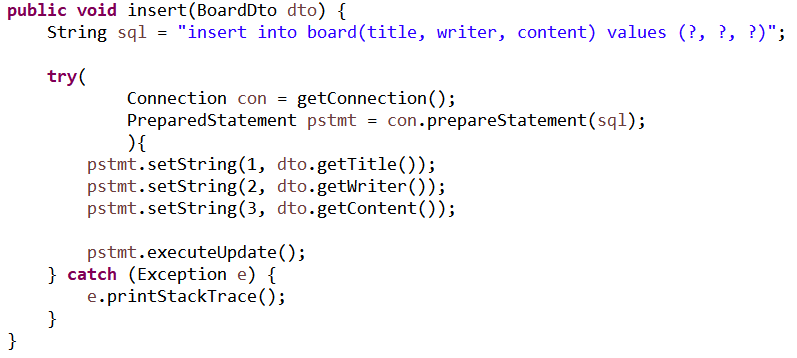 public void insert(BoardDto dto) {
    String sql = "insert into board(title, writer, content) values (?, ?, ?)";

    try(
            Connection con = getConnection();
            PreparedStatement pstmt = con.prepareStatement(sql);
            ){
        pstmt.setString(1, dto.getTitle());
        pstmt.setString(2, dto.getWriter());
        pstmt.setString(3, dto.getContent());

        pstmt.executeUpdate();
    } catch (Exception e) {
        e.printStackTrace();
    }
}